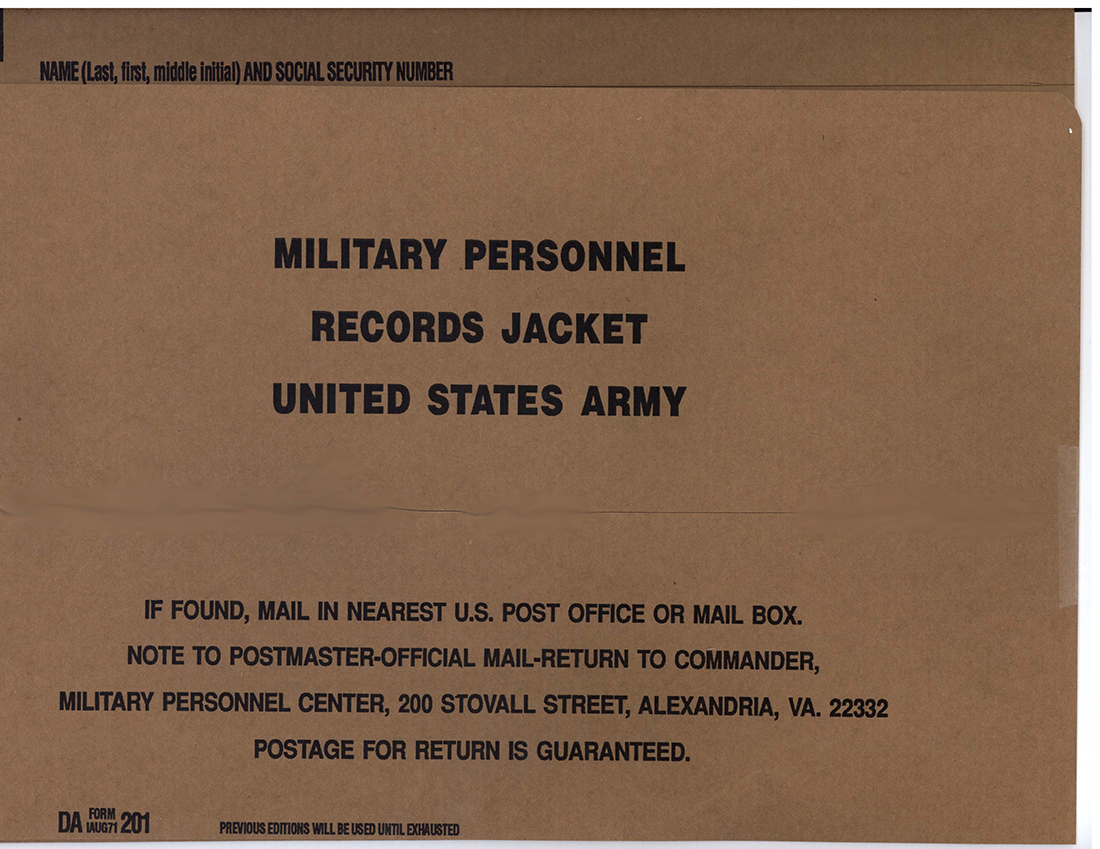 NAME (Last, first, middle initial) AND SOCIAL SECURITY NUMBER
MILITARY PERSONNEL
RECORDS JACKET
UNITED STATES ARMY
IF FOUND, MAIL IN NEAREST U.S. POST OFFICE OR MAIL BOX.
NOTE TO POSTMASTER-OFFICIAL MAIL-RETURN TO COMMANDER,
MILITARY PERSONNEL CENTER, 200 STOVALL STREET, ALEXANDRIA, VA. 22332
POSTAGE FOR RETURN IS GUARANTEED.
DA FORM 1AUG71 201 PREVIOUS EDITIONS WILL BE USED UNTIL EXHAUSTED